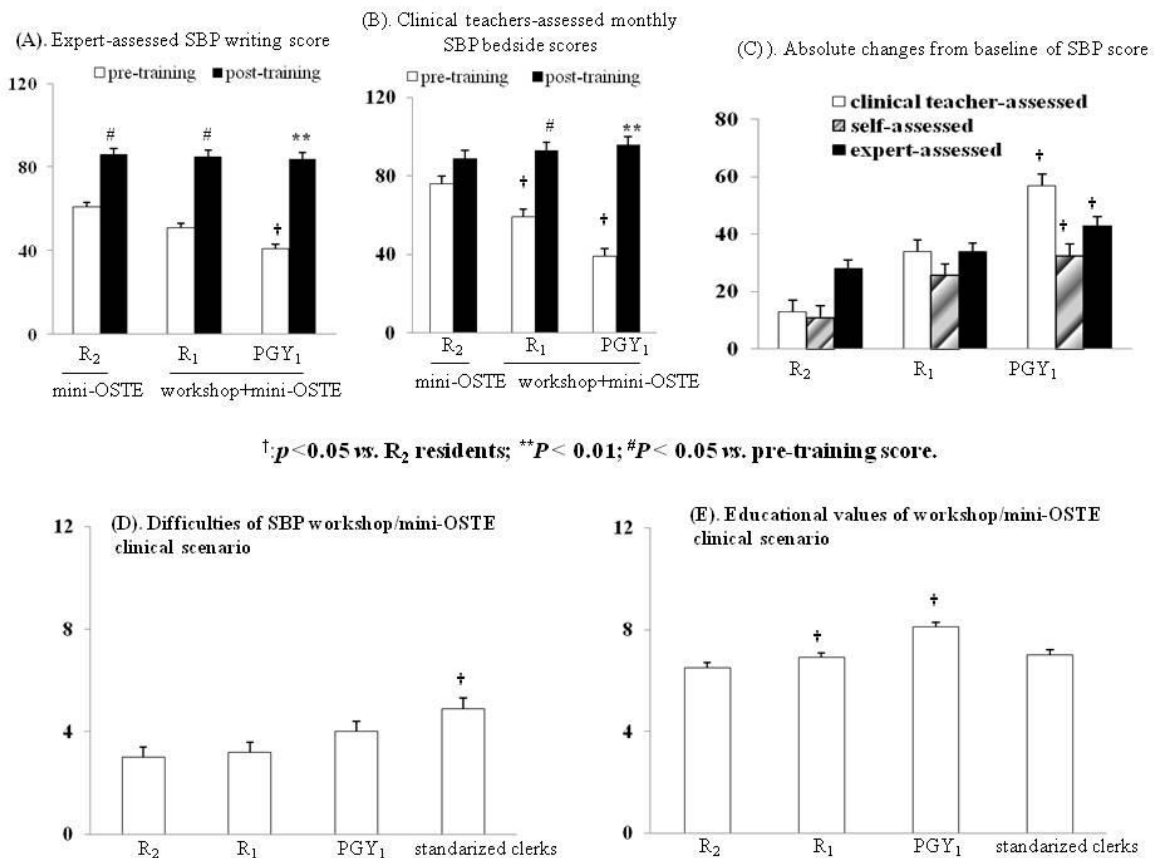 (A). Expert-assessed SBP writing score
□pre-training ■post-training
120
80
40
0
# # ** †
R₂ R₁ PGY₁
mini-OSTE workshop+mini-OSTE
(B). Clinical teachers-assessed monthly
SBP bedside scores
□pre-training ■post-training
120
80
40
0
† # † **
R₂ R₁ PGY₁
mini-OSTE workshop+mini-OSTE
(C)). Absolute changes from baseline of SBP score
clinical teacher-assessed
self-assessed
expert-assessed
80
60
40
20
0
† † †
R₂ R₁ PGY₁
†:p<0.05 vs. R₂ residents; **P< 0.01; #P< 0.05 vs. pre-training score.
(D). Difficulties of SBP workshop/mini-OSTE
clinical scenario
12
8
4
0
†
R₂ R₁ PGY₁ standarized clerks
(E). Educational values of workshop/mini-OSTE
clinical scenario
12
8
4
0
† †
R₂ R₁ PGY₁ standarized clerks